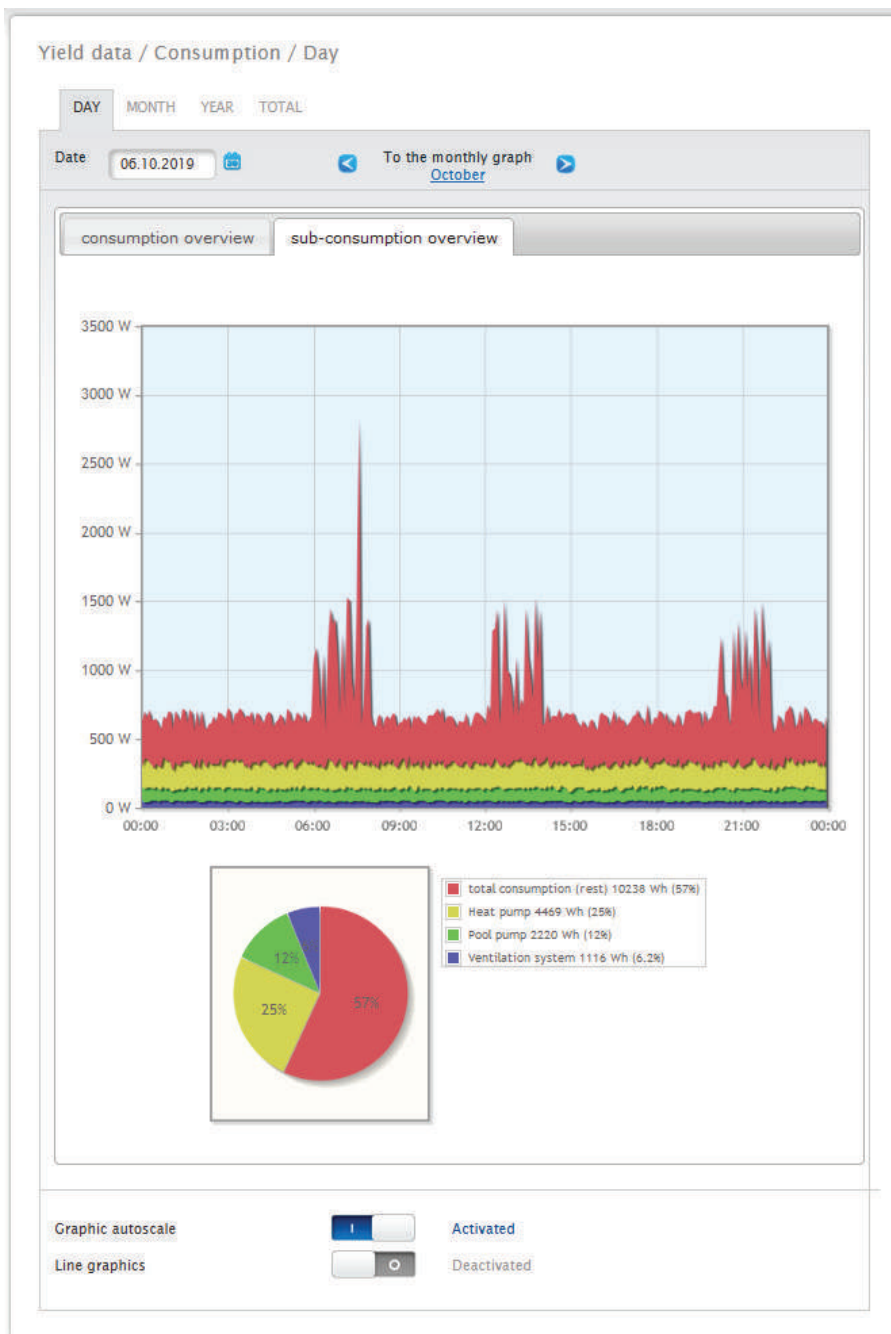 Yield data / Consumption / Day
DAY MONTH YEAR TOTAL
Date 06.10.2019 To the monthly graph
October
consumption overview sub-consumption overview
3500 W
3000 W
2500 W
2000 W
1500 W
1000 W
500 W
0 W
00:00 03:00 06:00 09:00 12:00 15:00 18:00 21:00 00:00
total consumption (rest) 10238 Wh (57%)
Heat pump 4469 Wh (25%)
Pool pump 2220 Wh (12%)
Ventilation system 1116 Wh (6.2%)
12%
57%
25%
Graphic autoscale I Activated
Line graphics O Deactivated